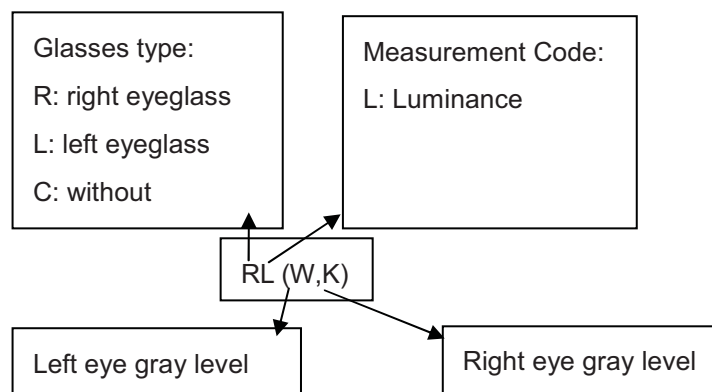 Glasses type:
R: right eyeglass
L: left eyeglass
C: without
Measurement Code:
L: Luminance
RL (W,K)
Left eye gray level
Right eye gray level